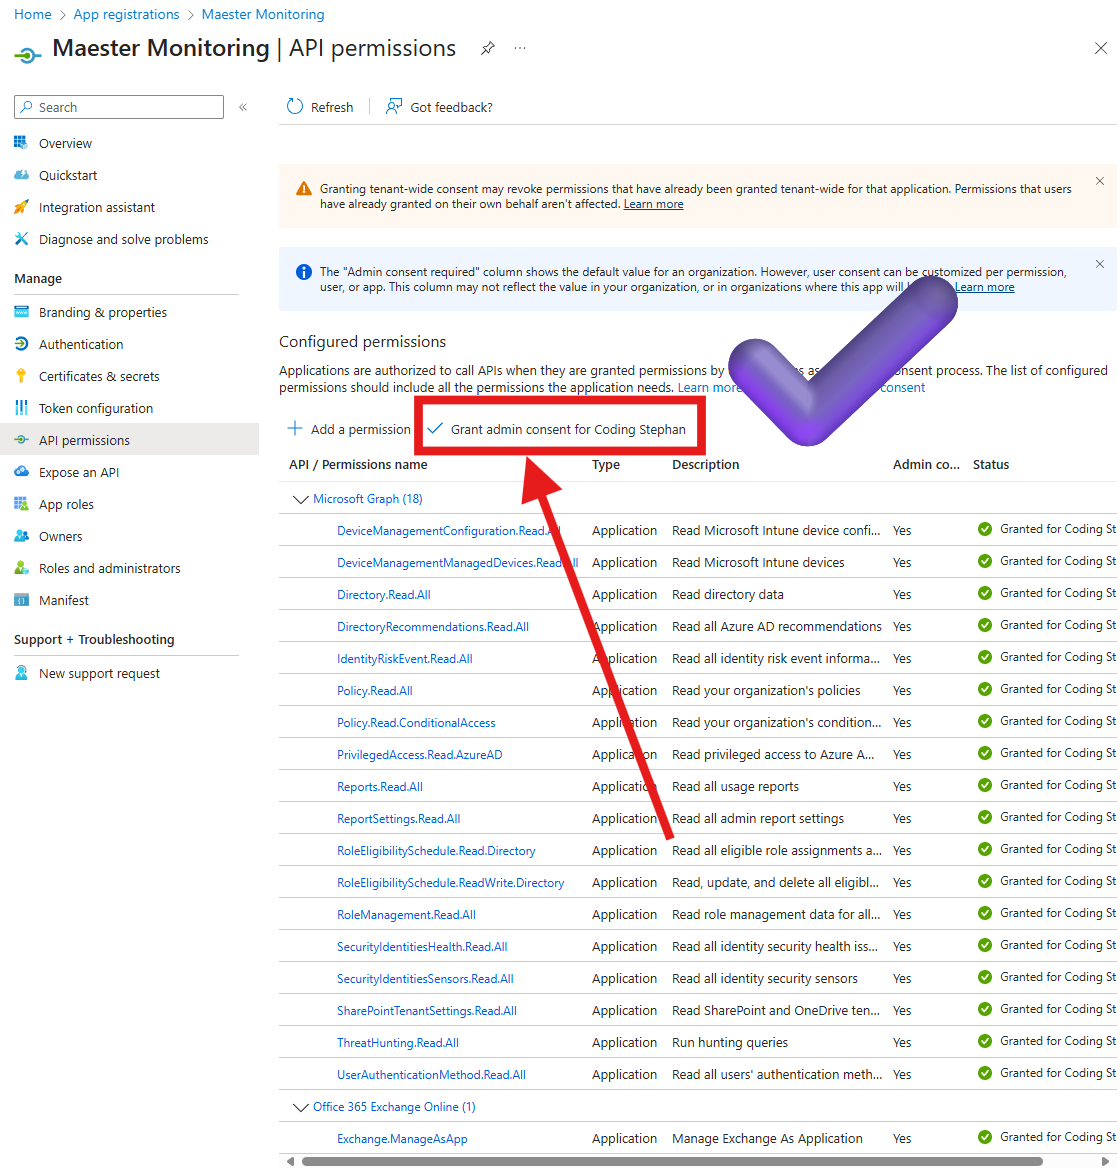 Home > App registrations > Maester Monitoring
Maester Monitoring | API permissions
Search
Refresh
Got feedback?
Overview
Quickstart
Integration assistant
Diagnose and solve problems
Manage
Branding & properties
Authentication
Certificates & secrets
Token configuration
API permissions
Expose an API
App roles
Owners
Roles and administrators
Manifest
Support + Troubleshooting
New support request
Granting tenant-wide consent may revoke permissions that have already been granted tenant-wide for that application. Permissions that users
have already granted on their own behalf aren't affected. Learn more
The "Admin consent required" column shows the default value for an organization. However, user consent can be customized per permission,
user, or app. This column may not reflect the value in your organization, or in organizations where this app will Learn more
Configured permissions
Applications are authorized to call APIs when they are granted permissions by as consent process. The list of configured
permissions should include all the permissions the application needs. Learn more consent
Add a permission
Grant admin consent for Coding Stephan
API / Permissions name Type Description Admin co... Status
Microsoft Graph (18)
DeviceManagementConfiguration.Read.All Application Read Microsoft Intune device confi... Yes Granted for Coding St
DeviceManagementManagedDevices.Read.All Application Read Microsoft Intune devices Yes Granted for Coding St
Directory.Read.All Application Read directory data Yes Granted for Coding St
DirectoryRecommendations.Read.All Application Read all Azure AD recommendations Yes Granted for Coding St
IdentityRiskEvent.Read.All Application Read all identity risk event informa... Yes Granted for Coding St
Policy.Read.All Application Read your organization's policies Yes Granted for Coding St
Policy.Read.ConditionalAccess Application Read your organization's condition... Yes Granted for Coding St
PrivilegedAccess.Read.AzureAD Application Read privileged access to Azure A... Yes Granted for Coding St
Reports.Read.All Application Read all usage reports Yes Granted for Coding St
ReportSettings.Read.All Application Read all admin report settings Yes Granted for Coding St
RoleEligibilitySchedule.Read.Directory Application Read all eligible role assignments a... Yes Granted for Coding St
RoleEligibilitySchedule.ReadWrite.Directory Application Read, update, and delete all eligibl... Yes Granted for Coding St
RoleManagement.Read.All Application Read role management data for all... Yes Granted for Coding St
SecurityIdentitiesHealth.Read.All Application Read all identity security health iss... Yes Granted for Coding St
SecurityIdentitiesSensors.Read.All Application Read all identity security sensors Yes Granted for Coding St
SharePointTenantSettings.Read.All Application Read SharePoint and OneDrive ten... Yes Granted for Coding St
ThreatHunting.Read.All Application Run hunting queries Yes Granted for Coding St
UserAuthenticationMethod.Read.All Application Read all users' authentication meth... Yes Granted for Coding St
Office 365 Exchange Online (1)
Exchange.ManageAsApp Application Manage Exchange As Application Yes Granted for Coding St